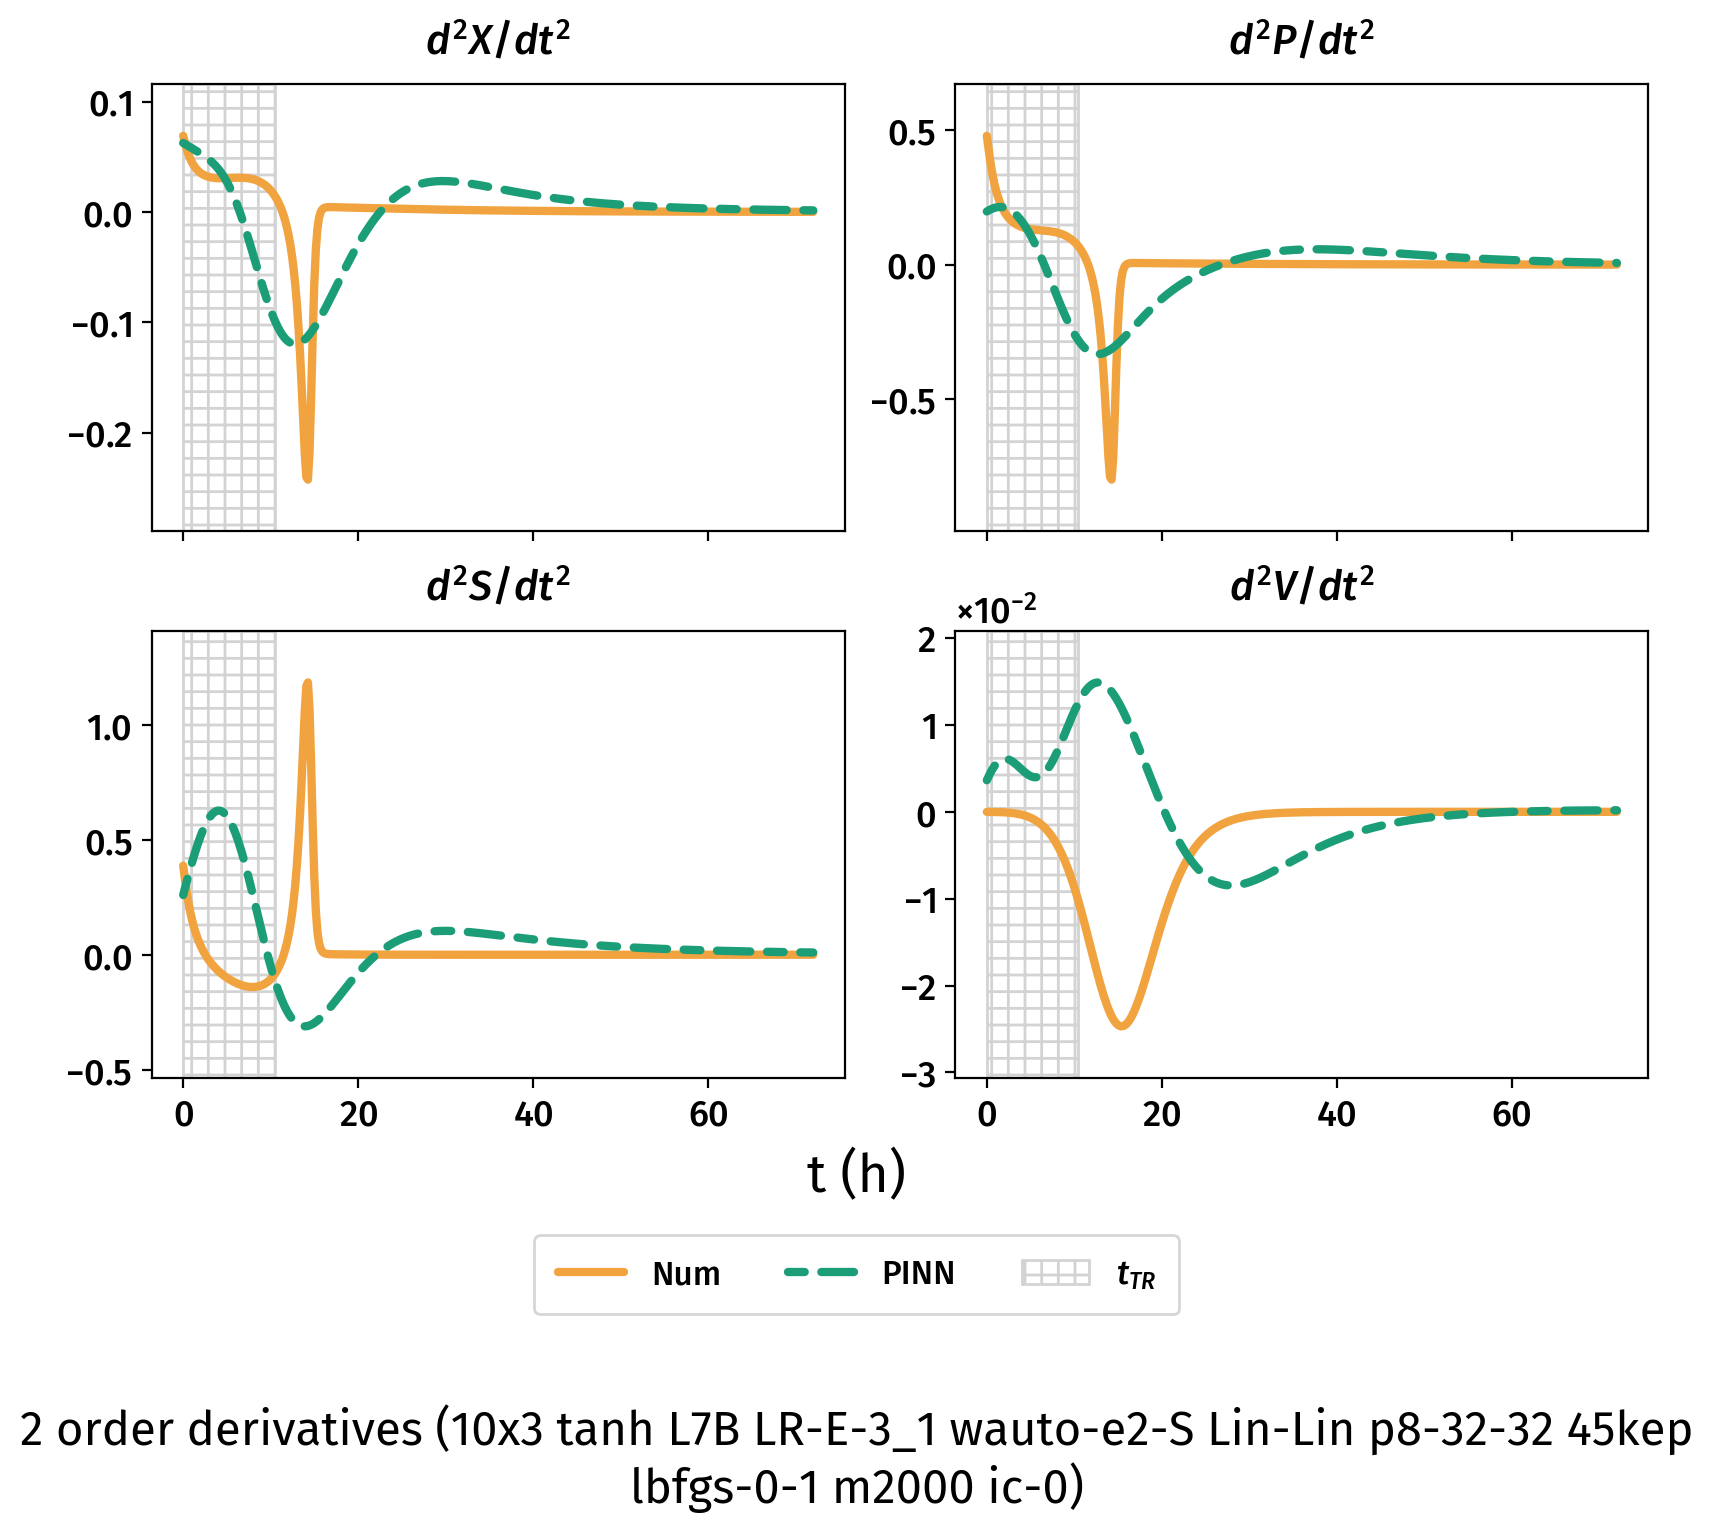 d²X/dt²
d²P/dt²
0.1
0.0
−0.1
−0.2
0.5
0.0
−0.5
d²S/dt²
d²V/dt²
×10⁻²
1.0
0.5
0.0
−0.5
2
1
0
−1
−2
−3
0 20 40 60
0 20 40 60
t (h)
Num PINN t_TR
2 order derivatives (10x3 tanh L7B LR-E-3_1 wauto-e2-S Lin-Lin p8-32-32 45kep
lbfgs-0-1 m2000 ic-0)